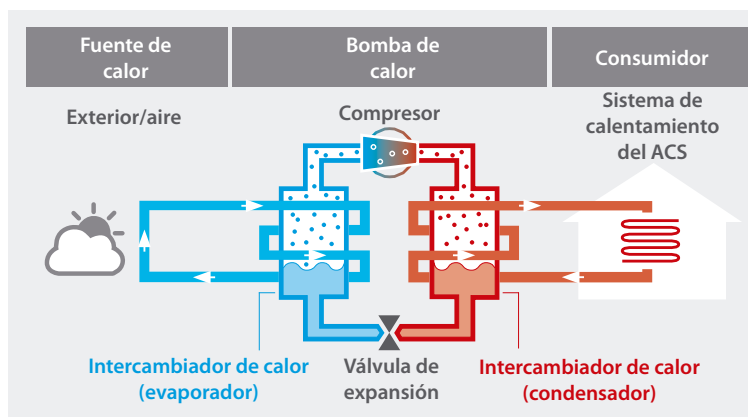 Fuente de
calor
Bomba de
calor
Consumidor
Exterior/aire
Compresor
Sistema de
calentamiento
del ACS
Intercambiador de calor
(evaporador)
Válvula de
expansión
Intercambiador de calor
(condensador)